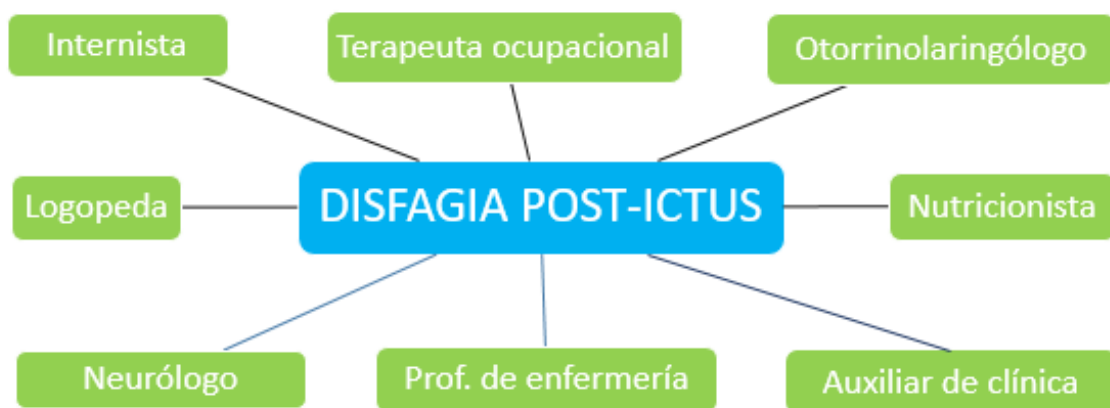 Internista
Terapeuta ocupacional
Otorrinolaringólogo
Logopeda
DISFAGIA POST-ICTUS
Nutricionista
Neurólogo
Prof. de enfermería
Auxiliar de clínica